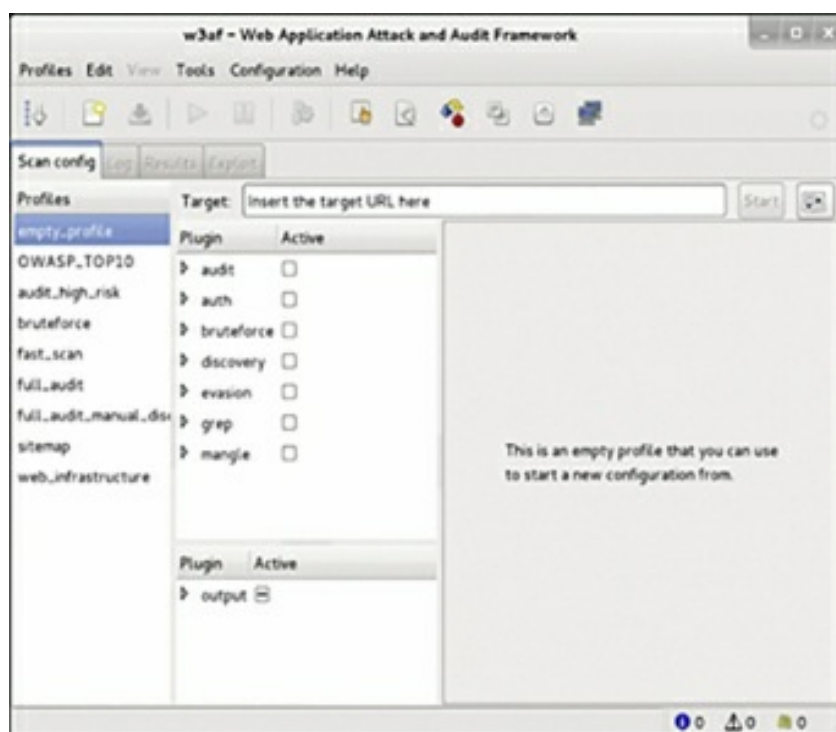 w3af - Web Application Attack and Audit Framework
Profiles Edit View Tools Configuration Help
Scan config Log Results Exploit
Profiles
empty_profile
OWASP_TOP10
audit_high_risk
bruteforce
fast_scan
full_audit
full_audit_manual_disc
sitemap
web_infrastructure
Target: Insert the target URL here Start
Plugin Active
audit
auth
bruteforce
discovery
evasion
grep
mangle
Plugin Active
output
This is an empty profile that you can use
to start a new configuration from.
0 0 0